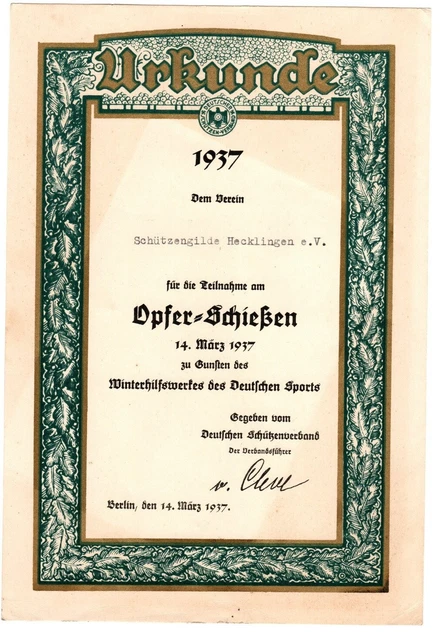 Urkunde
1937
Dem Verein
Schützengilde Hecklingen e.V.
für die Teilnahme am
Opfer=Schießen
14. März 1937
zu Gunsten des
Winterhilfswerkes des Deutschen Sports
Gegeben vom
Deutschen Schützenverband
Der Verbandsführer
v. Cleve
Berlin, den 14. März 1937.